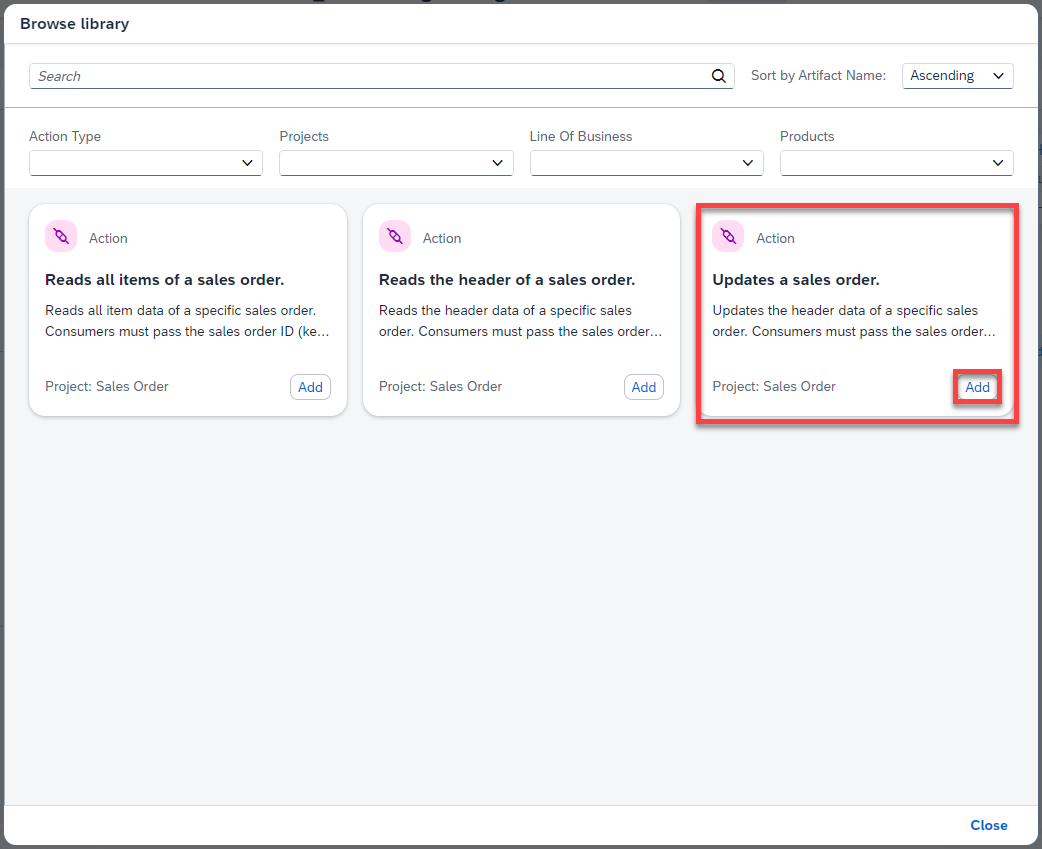 Browse library
Search
Sort by Artifact Name:
Ascending
Action Type
Projects
Line Of Business
Products
Action
Reads all items of a sales order.
Reads all item data of a specific sales order.
Consumers must pass the sales order ID (ke...
Project: Sales Order
Add
Action
Reads the header of a sales order.
Reads the header data of a specific sales
order. Consumers must pass the sales order...
Project: Sales Order
Add
Action
Updates a sales order.
Updates the header data of a specific sales
order. Consumers must pass the sales order...
Project: Sales Order
Add
Close